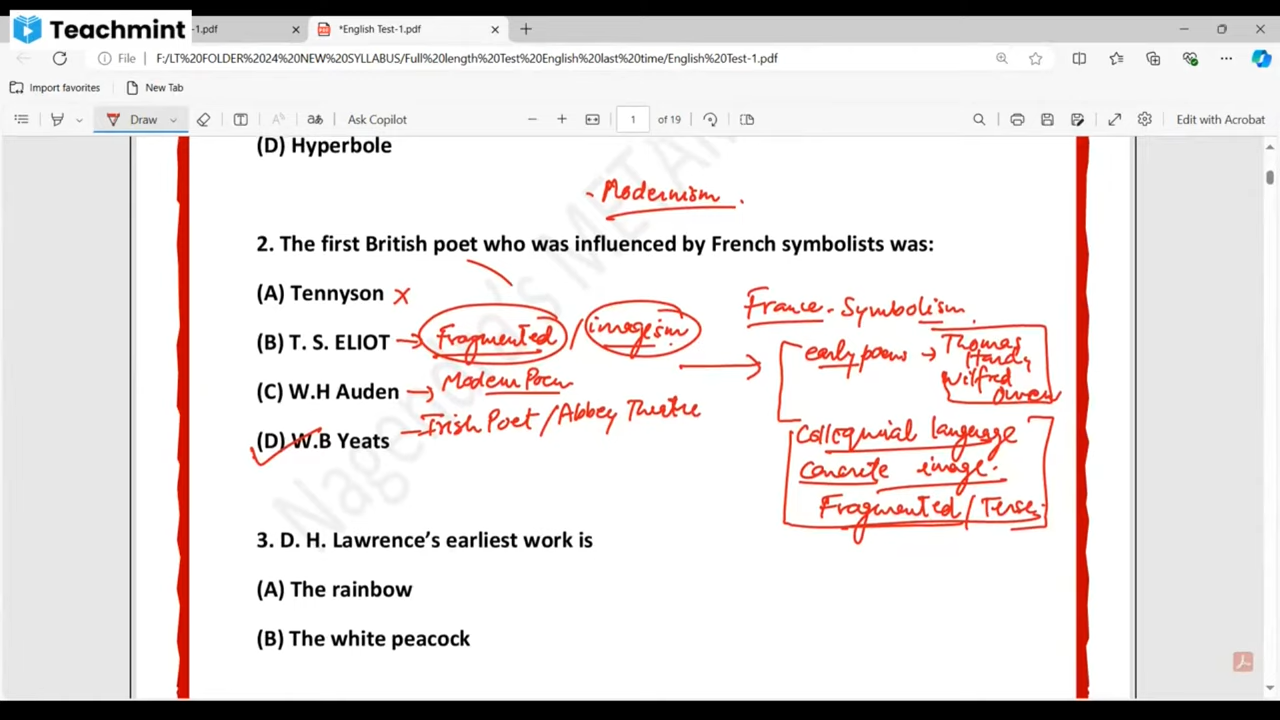 Teachmint
-1.pdf
*English Test-1.pdf
File
F:/LT%20FOLDER%202024%20NEW%20SYLLABUS/Full%20length%20Test%20English%20last%20time/English%20Test-1.pdf
Import favorites
New Tab
Draw
Ask Copilot
1
of 19
Edit with Acrobat
(D) Hyperbole
- Modernism.
2. The first British poet who was influenced by French symbolists was:
(A) Tennyson x
France - Symbolism.
(B) T. S. ELIOT → Fragmented / imagism
early poems → Thomas
Hardy
Wilfred
Owen
(C) W.H Auden → Modern Poem
(D) W.B Yeats - Irish Poet / Abbey Theatre
Colloquial language
Concrete image.
Fragmented / Terse.
3. D. H. Lawrence's earliest work is
(A) The rainbow
(B) The white peacock